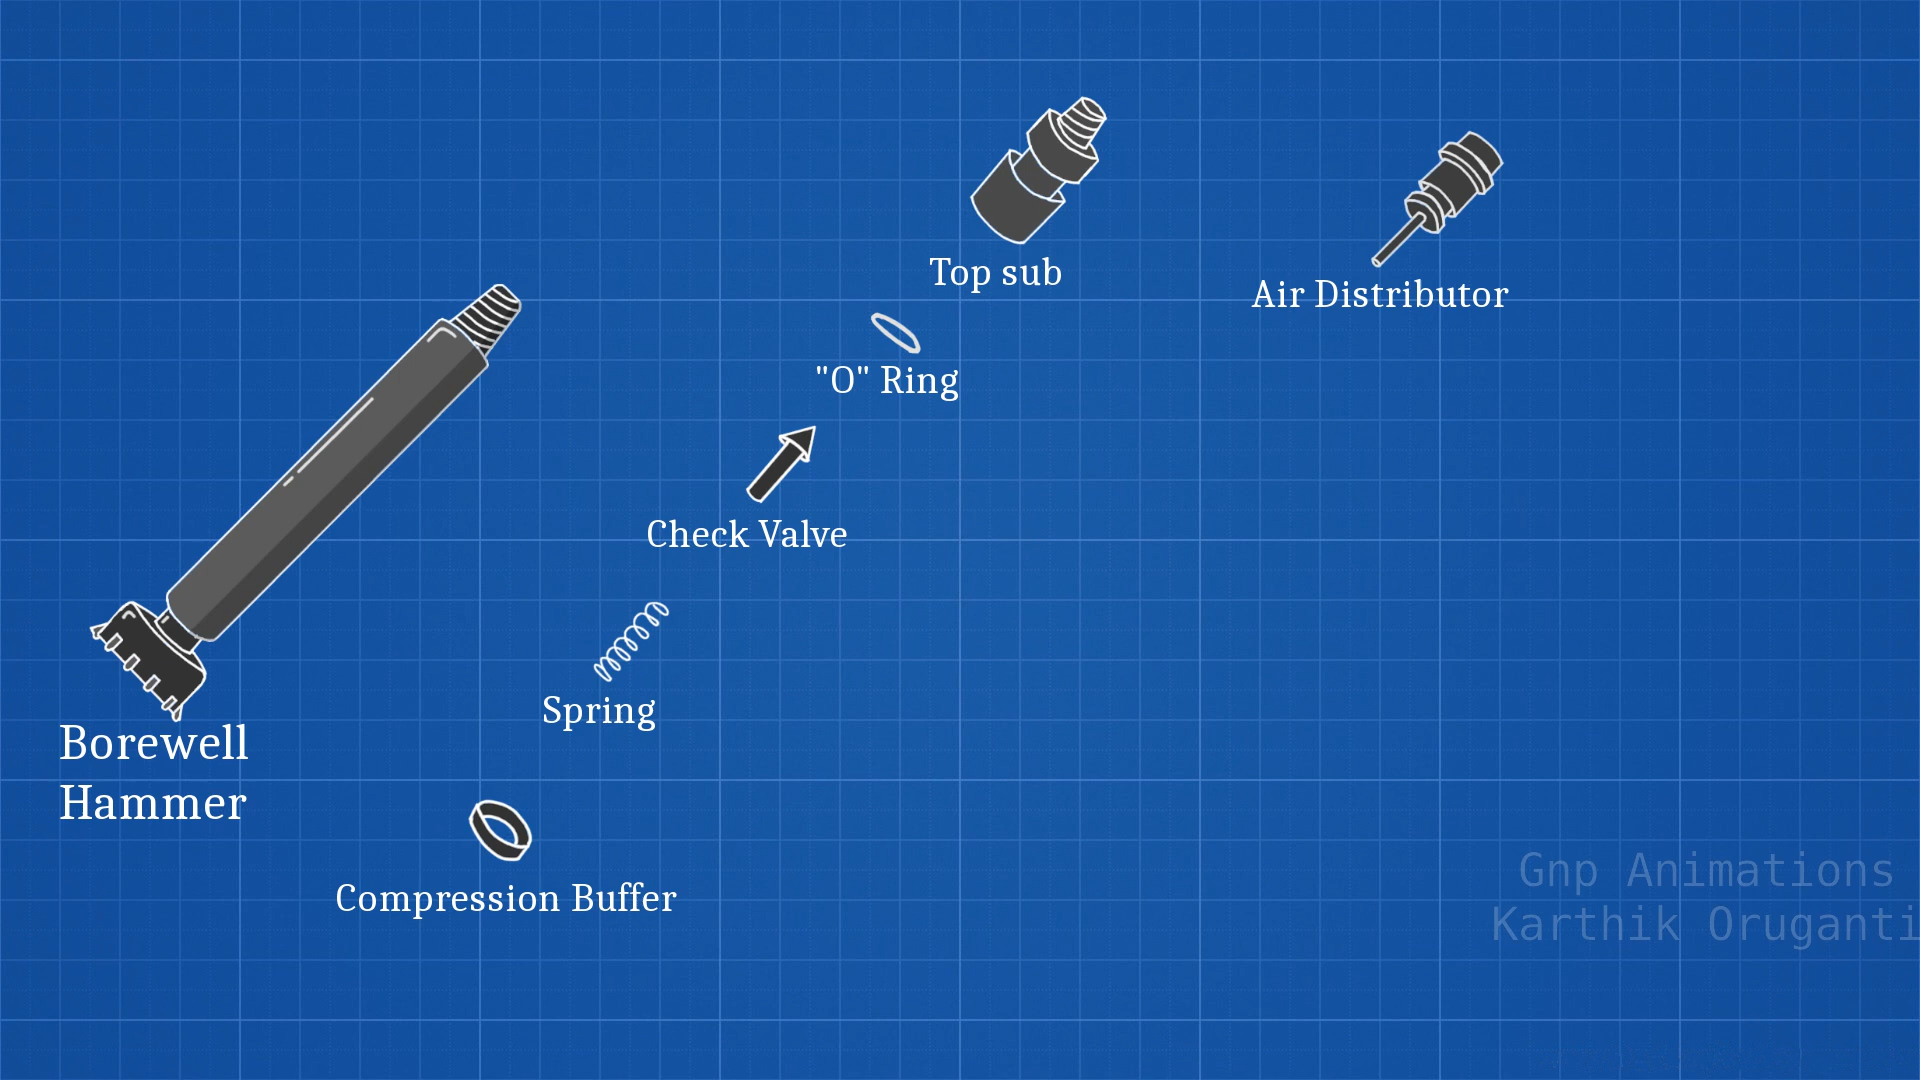 Top sub
Air Distributor
"O" Ring
Check Valve
Spring
Borewell
Hammer
Compression Buffer
Gnp Animations
Karthik Oruganti